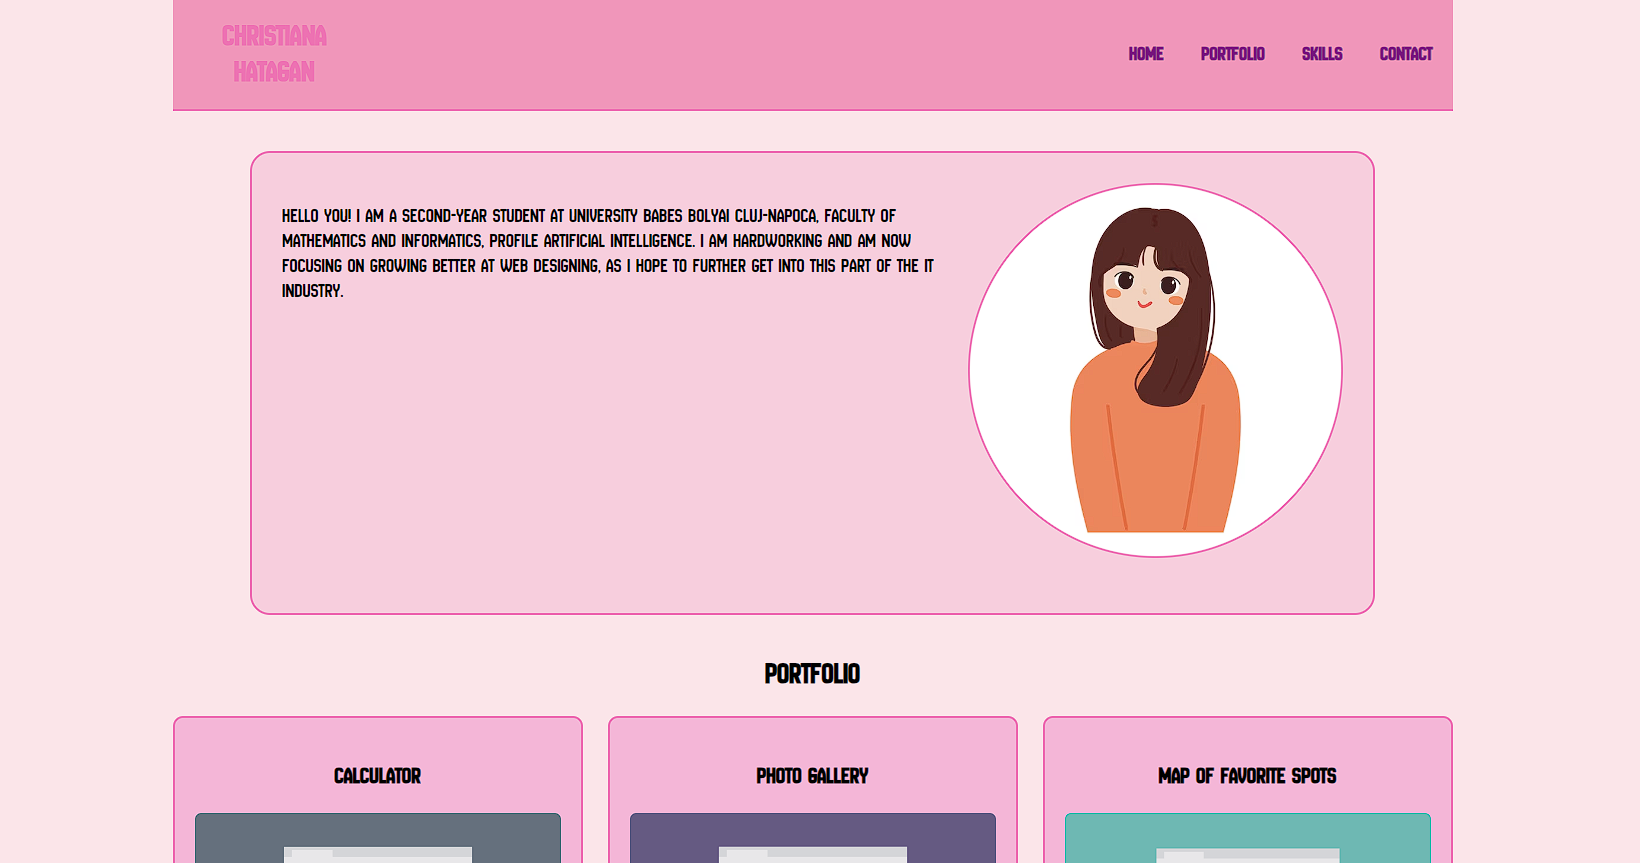 CHRISTIANA
HATAGAN
HOME PORTFOLIO SKILLS CONTACT
HELLO YOU! I AM A SECOND-YEAR STUDENT AT UNIVERSITY BABES BOLYAI CLUJ-NAPOCA, FACULTY OF
MATHEMATICS AND INFORMATICS, PROFILE ARTIFICIAL INTELLIGENCE. I AM HARDWORKING AND AM NOW
FOCUSING ON GROWING BETTER AT WEB DESIGNING, AS I HOPE TO FURTHER GET INTO THIS PART OF THE IT
INDUSTRY.
PORTFOLIO
CALCULATOR
PHOTO GALLERY
MAP OF FAVORITE SPOTS